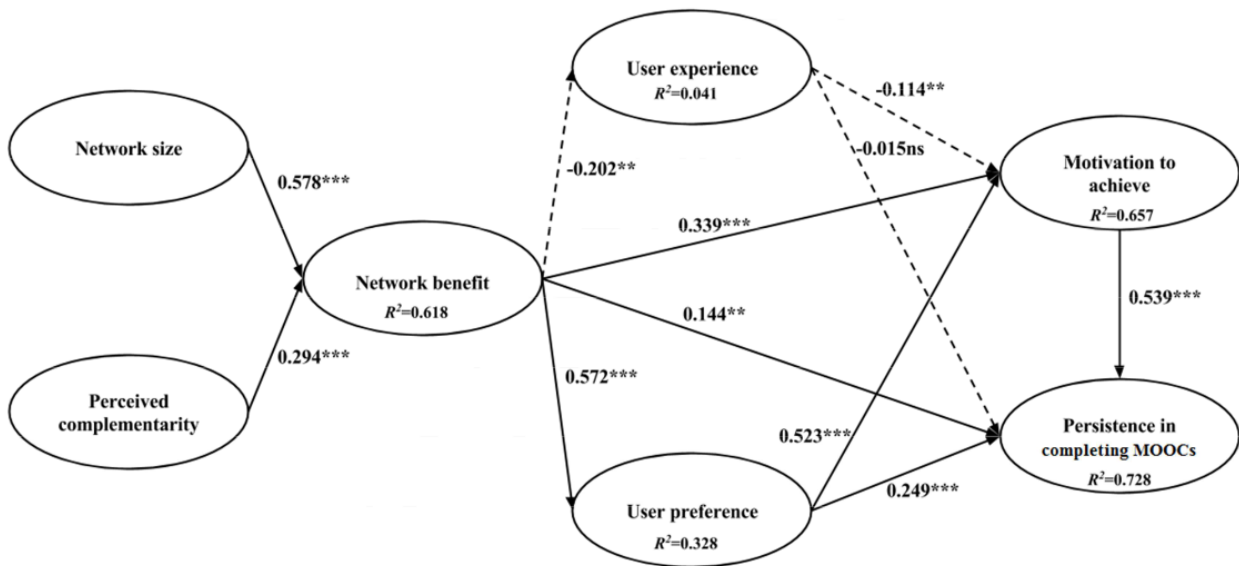 User experience
R²=0.041
-0.114**
Network size
-0.015ns
Motivation to
achieve
R²=0.657
0.578***
-0.202**
0.339***
Network benefit
R²=0.618
0.539***
0.144**
0.294***
0.572***
Perceived
complementarity
0.523***
Persistence in
completing MOOCs
R²=0.728
0.249***
User preference
R²=0.328